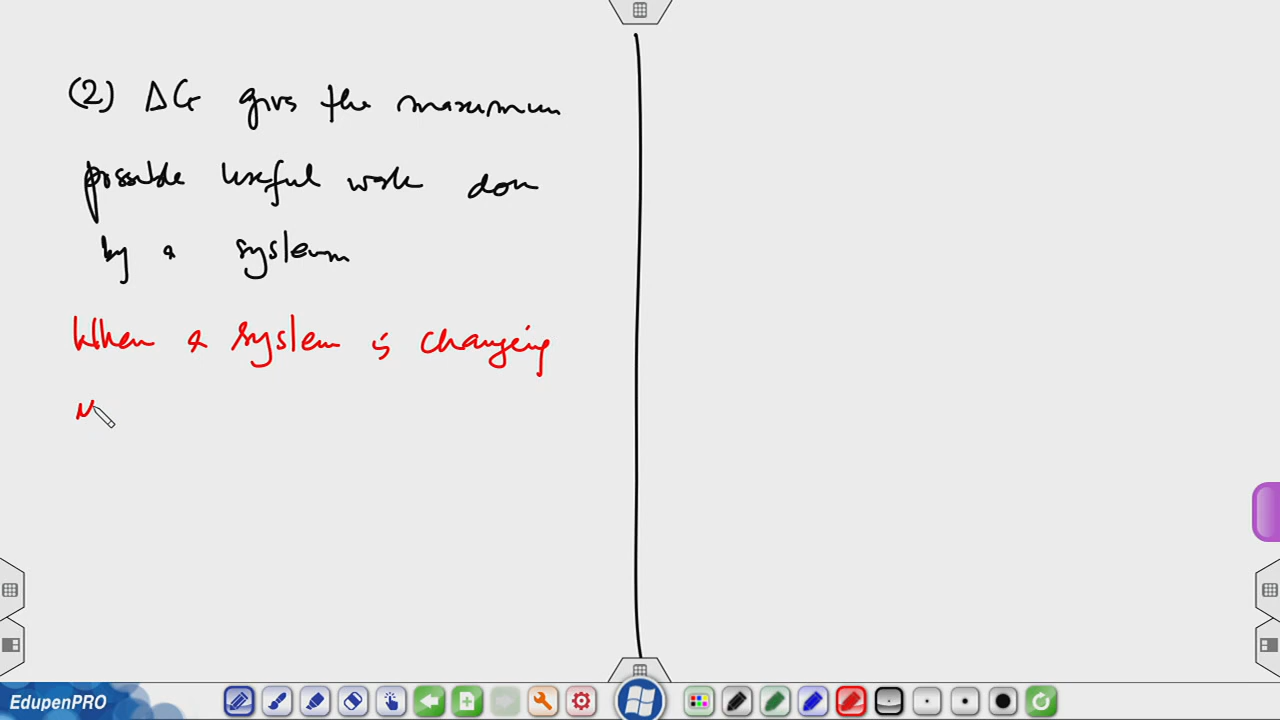 (2) ΔG gives the maximum
possible useful work done
by a system
When a system is changing
EdupenPRO